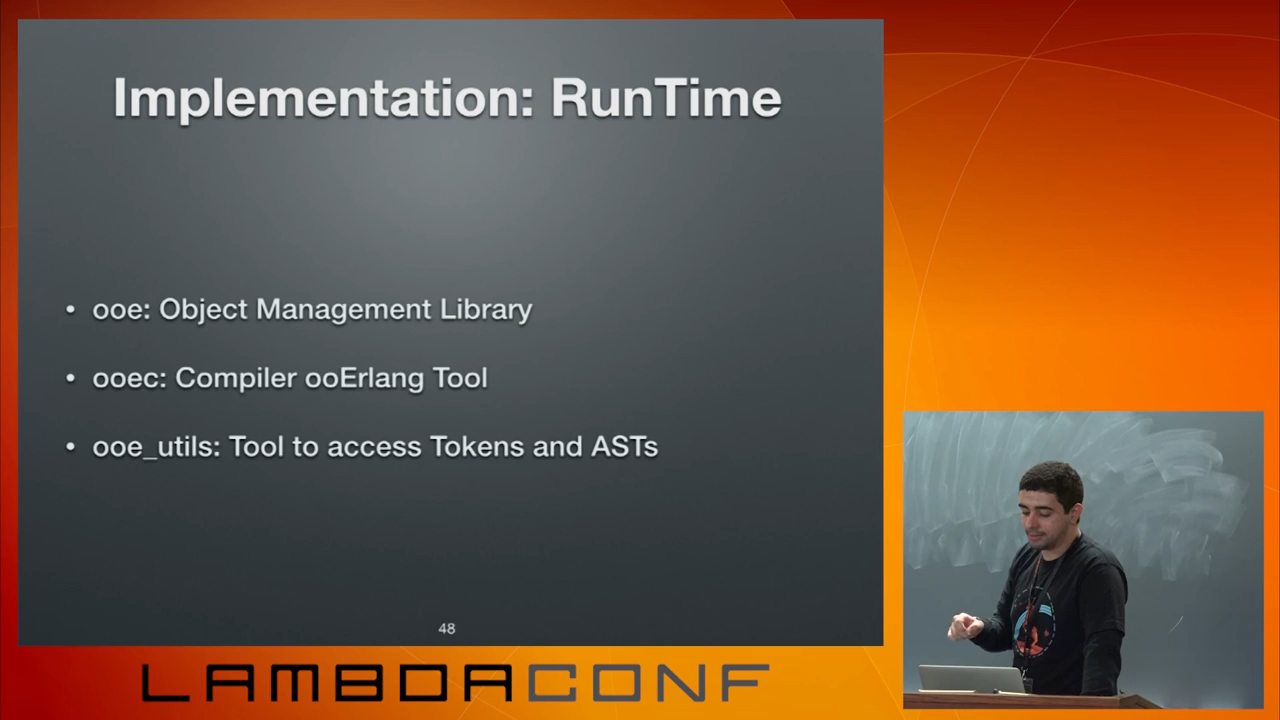 Implementation: RunTime
• ooe: Object Management Library
• ooec: Compiler ooErlang Tool
• ooe_utils: Tool to access Tokens and ASTs
48
LAMBDACONF